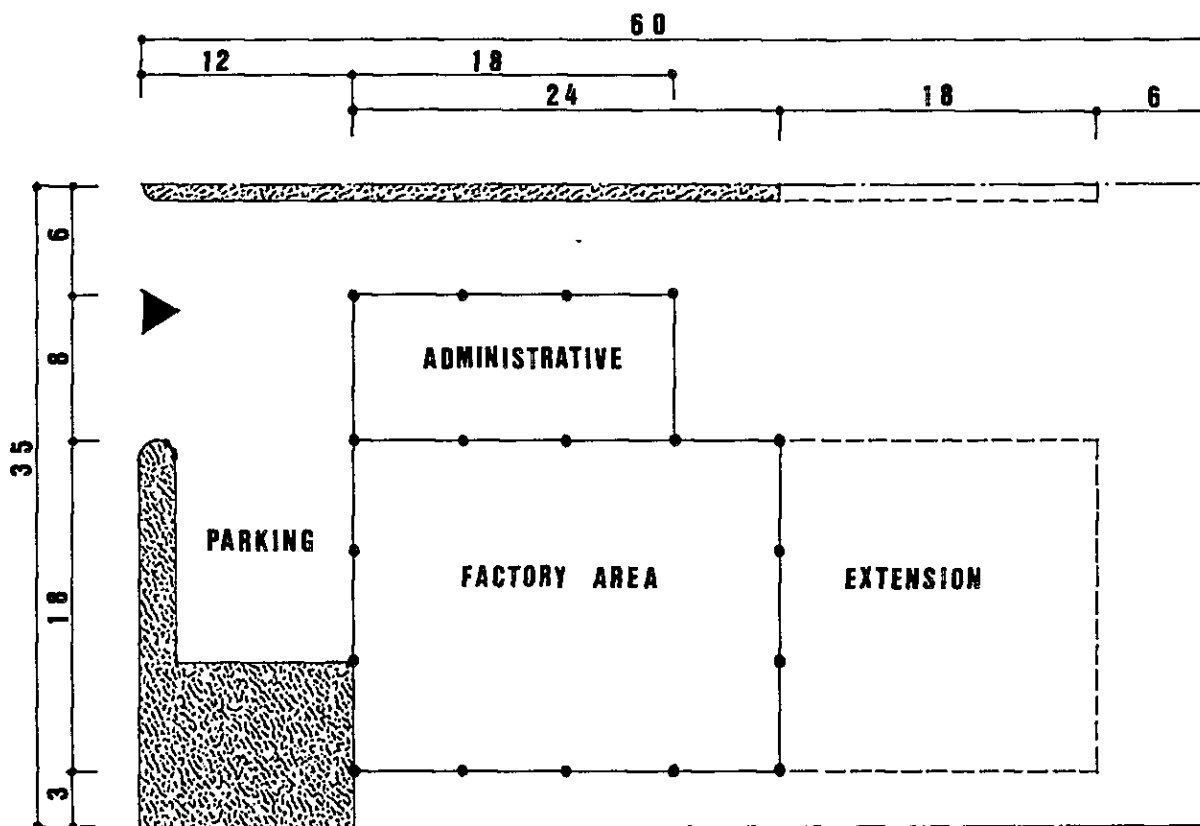 60
12 18
24 18 6
6
8
35
18
3
ADMINISTRATIVE
PARKING
FACTORY AREA
EXTENSION